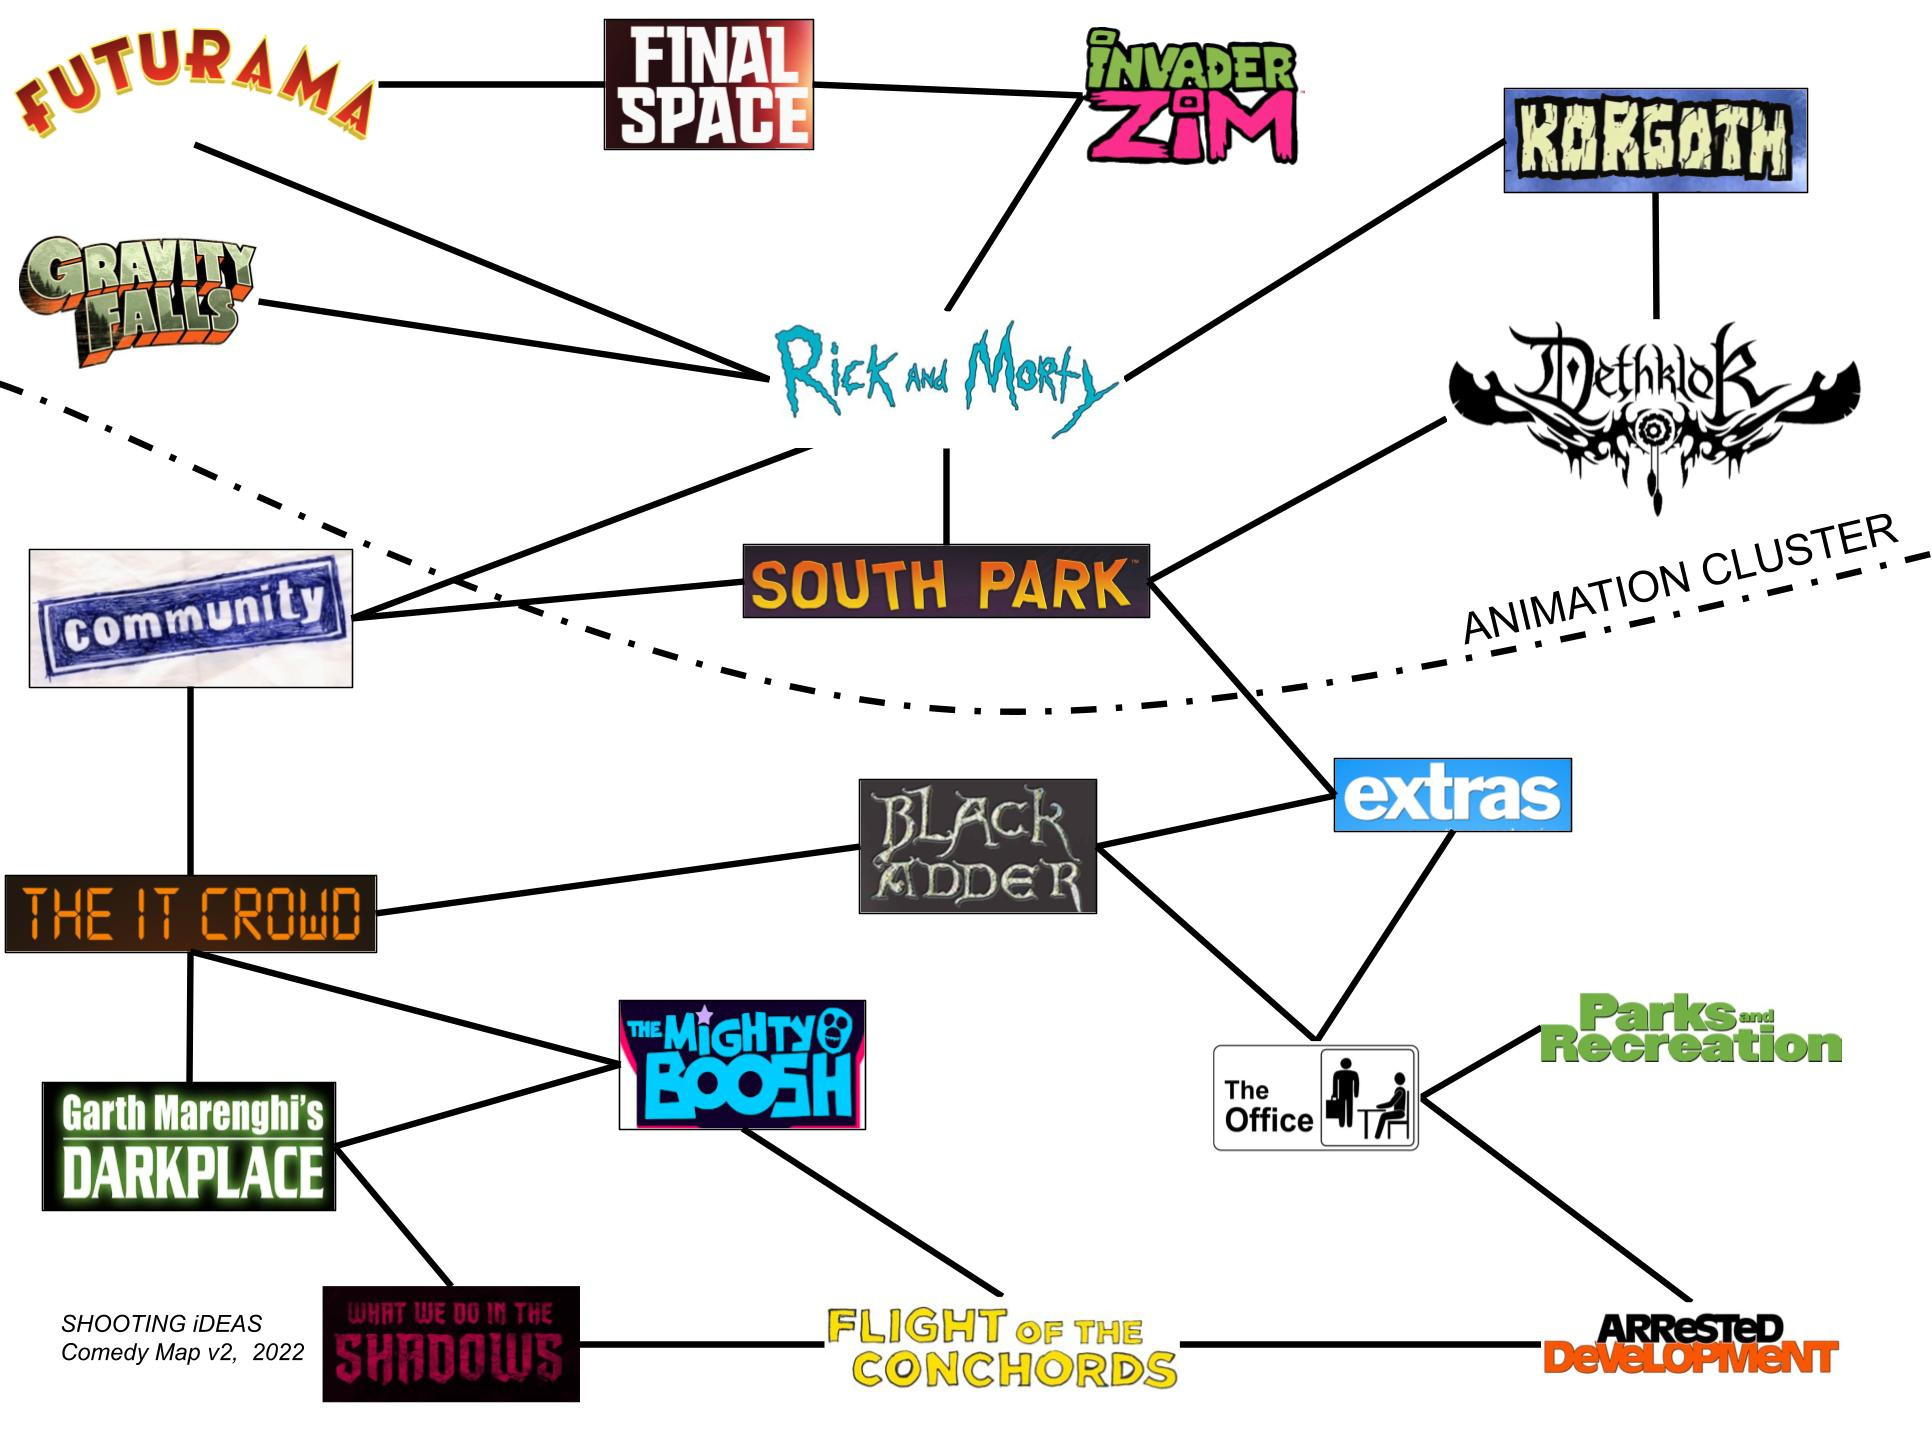 FUTURAMA
FINAL
SPACE
iNVADER
ZiM
KORGOTH
GRAVITY
FALLS
RICK AND MORTY
DethkloK
ANIMATION CLUSTER
community
SOUTH PARK™
extras
BLACK
ADDER
THE IT CROWD
Parks and
Recreation
THE MiGHTY
BOOSH
The
Office
Garth Marenghi's
DARKPLACE
SHOOTING iDEAS
Comedy Map v2, 2022
WHAT WE DO IN THE
SHADOWS
FLIGHT OF THE
CONCHORDS
ARReSTeD
DeVeLOPMeNT